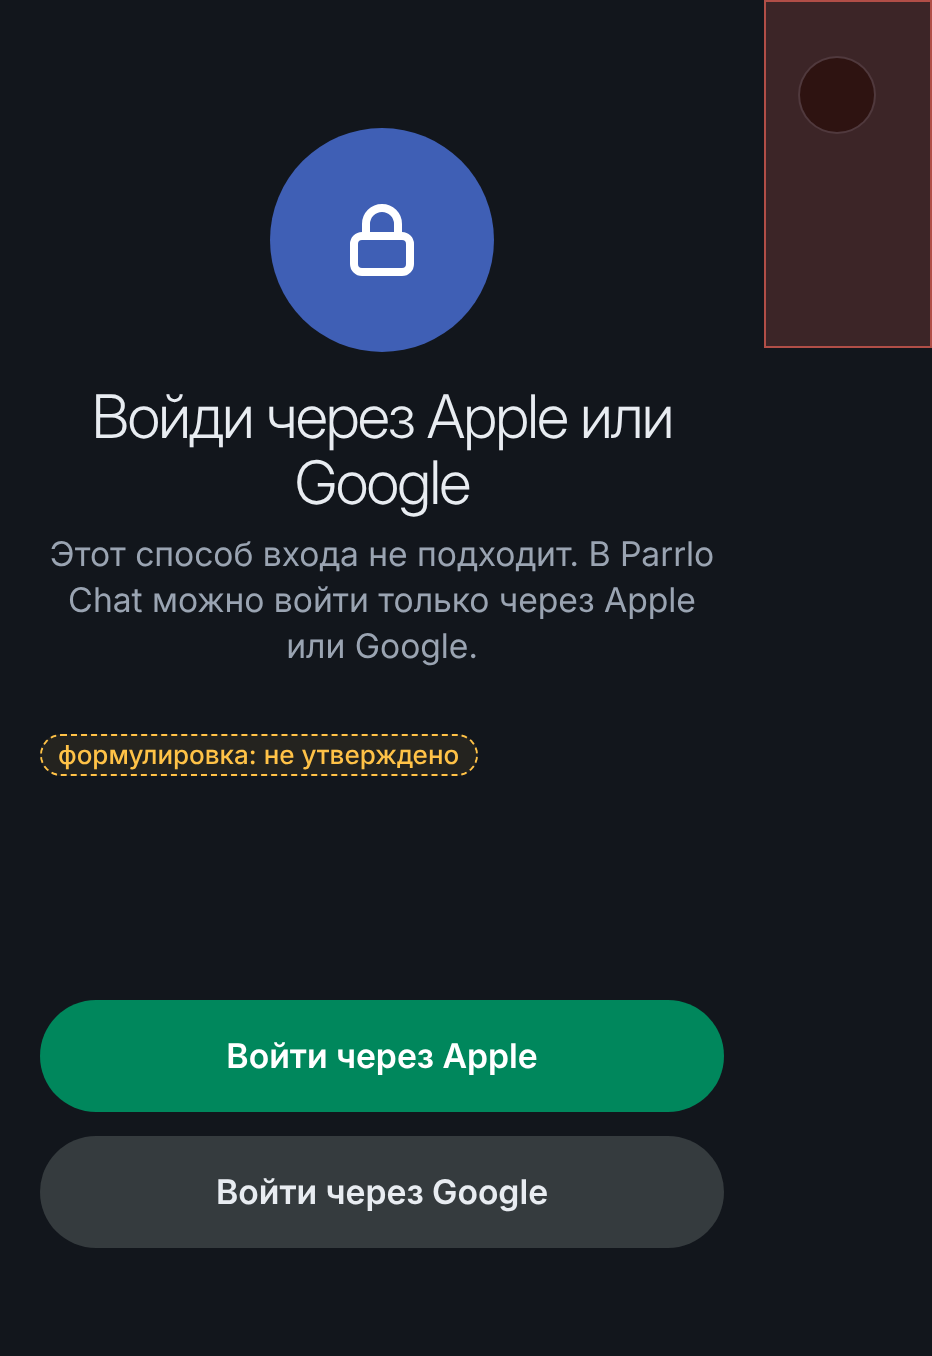 Войди через Apple или
Google
Этот способ входа не подходит. В Parrlo
Chat можно войти только через Apple
или Google.
формулировка: не утверждено
Войти через Apple
Войти через Google